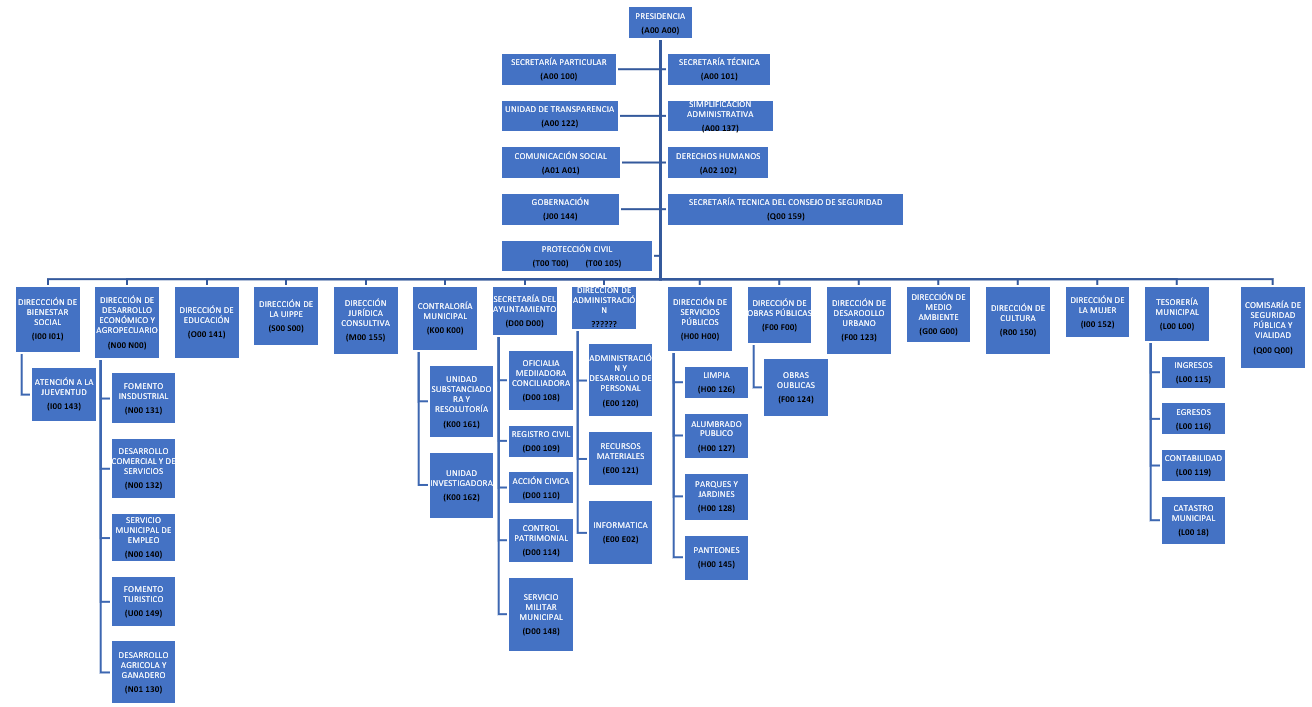 PRESIDENCIA
(A00 A00)
SECRETARÍA PARTICULAR
(A00 100)
SECRETARÍA TÉCNICA
(A00 101)
UNIDAD DE TRANSPARENCIA
(A00 122)
SIMPLIFICACIÓN
ADMINISTRATIVA
(A00 137)
COMUNICACIÓN SOCIAL
(A01 A01)
DERECHOS HUMANOS
(A02 102)
GOBERNACIÓN
(J00 144)
SECRETARÍA TECNICA DEL CONSEJO DE SEGURIDAD
(Q00 159)
PROTECCIÓN CIVIL
(T00 T00) (T00 105)
DIRECCCIÓN DE
BIENESTAR
SOCIAL
(I00 I01)
ATENCIÓN A LA
JUEVENTUD
(I00 143)
DIRECCIÓN DE
DESARROLLO
ECONÓMICO Y
AGROPECUARIO
(N00 N00)
FOMENTO
INSDUSTRIAL
(N00 131)
DESARROLLO
COMERCIAL Y DE
SERVICIOS
(N00 132)
SERVICIO
MUNICIPAL DE
EMPLEO
(N00 140)
FOMENTO
TURISTICO
(U00 149)
DESARROLLO
AGRICOLA Y
GANADERO
(N01 130)
DIRECCIÓN DE
EDUCACIÓN
(O00 141)
DIRECCIÓN DE
LA UIPPE
(S00 S00)
DIRECCIÓN
JURÍDICA
CONSULTIVA
(M00 155)
CONTRALORÍA
MUNICIPAL
(K00 K00)
UNIDAD
SUBSTANCIADO
RA Y
RESOLUTORÍA
(K00 161)
UNIDAD
INVESTIGADORA
(K00 162)
SECRETARÍA DEL
AYUNTAMIENTO
(D00 D00)
OFICIALIA
MEDIIADORA
CONCILIADORA
(D00 108)
REGISTRO CIVIL
(D00 109)
ACCIÓN CIVICA
(D00 110)
CONTROL
PATRIMONIAL
(D00 114)
SERVICIO
MILITAR
MUNICIPAL
(D00 148)
DIRECCIÓN DE
ADMINISTRACIÓ
N
??????
ADMINISTRACIÓ
N Y
DESARROLLO DE
PERSONAL
(E00 120)
RECURSOS
MATERIALES
(E00 121)
INFORMATICA
(E00 E02)
DIRECCIÓN DE
SERVICIOS
PÚBLICOS
(H00 H00)
LIMPIA
(H00 126)
ALUMBRADO
PUBLICO
(H00 127)
PARQUES Y
JARDINES
(H00 128)
PANTEONES
(H00 145)
DIRECCIÓN DE
OBRAS PÚBLICAS
(F00 F00)
OBRAS
OUBLICAS
(F00 124)
DIRECCIÓN DE
DESAROOLLO
URBANO
(F00 123)
DIRECCIÓN DE
MEDIO
AMBIENTE
(G00 G00)
DIRECCIÓN DE
CULTURA
(R00 150)
DIRECCIÓN DE
LA MUJER
(I00 152)
TESORERÍA
MUNICIPAL
(L00 L00)
INGRESOS
(L00 115)
EGRESOS
(L00 116)
CONTABILIDAD
(L00 119)
CATASTRO
MUNICIPAL
(L00 18)
COMISARÍA DE
SEGURIDAD
PÚBLICA Y
VIALIDAD
(Q00 Q00)